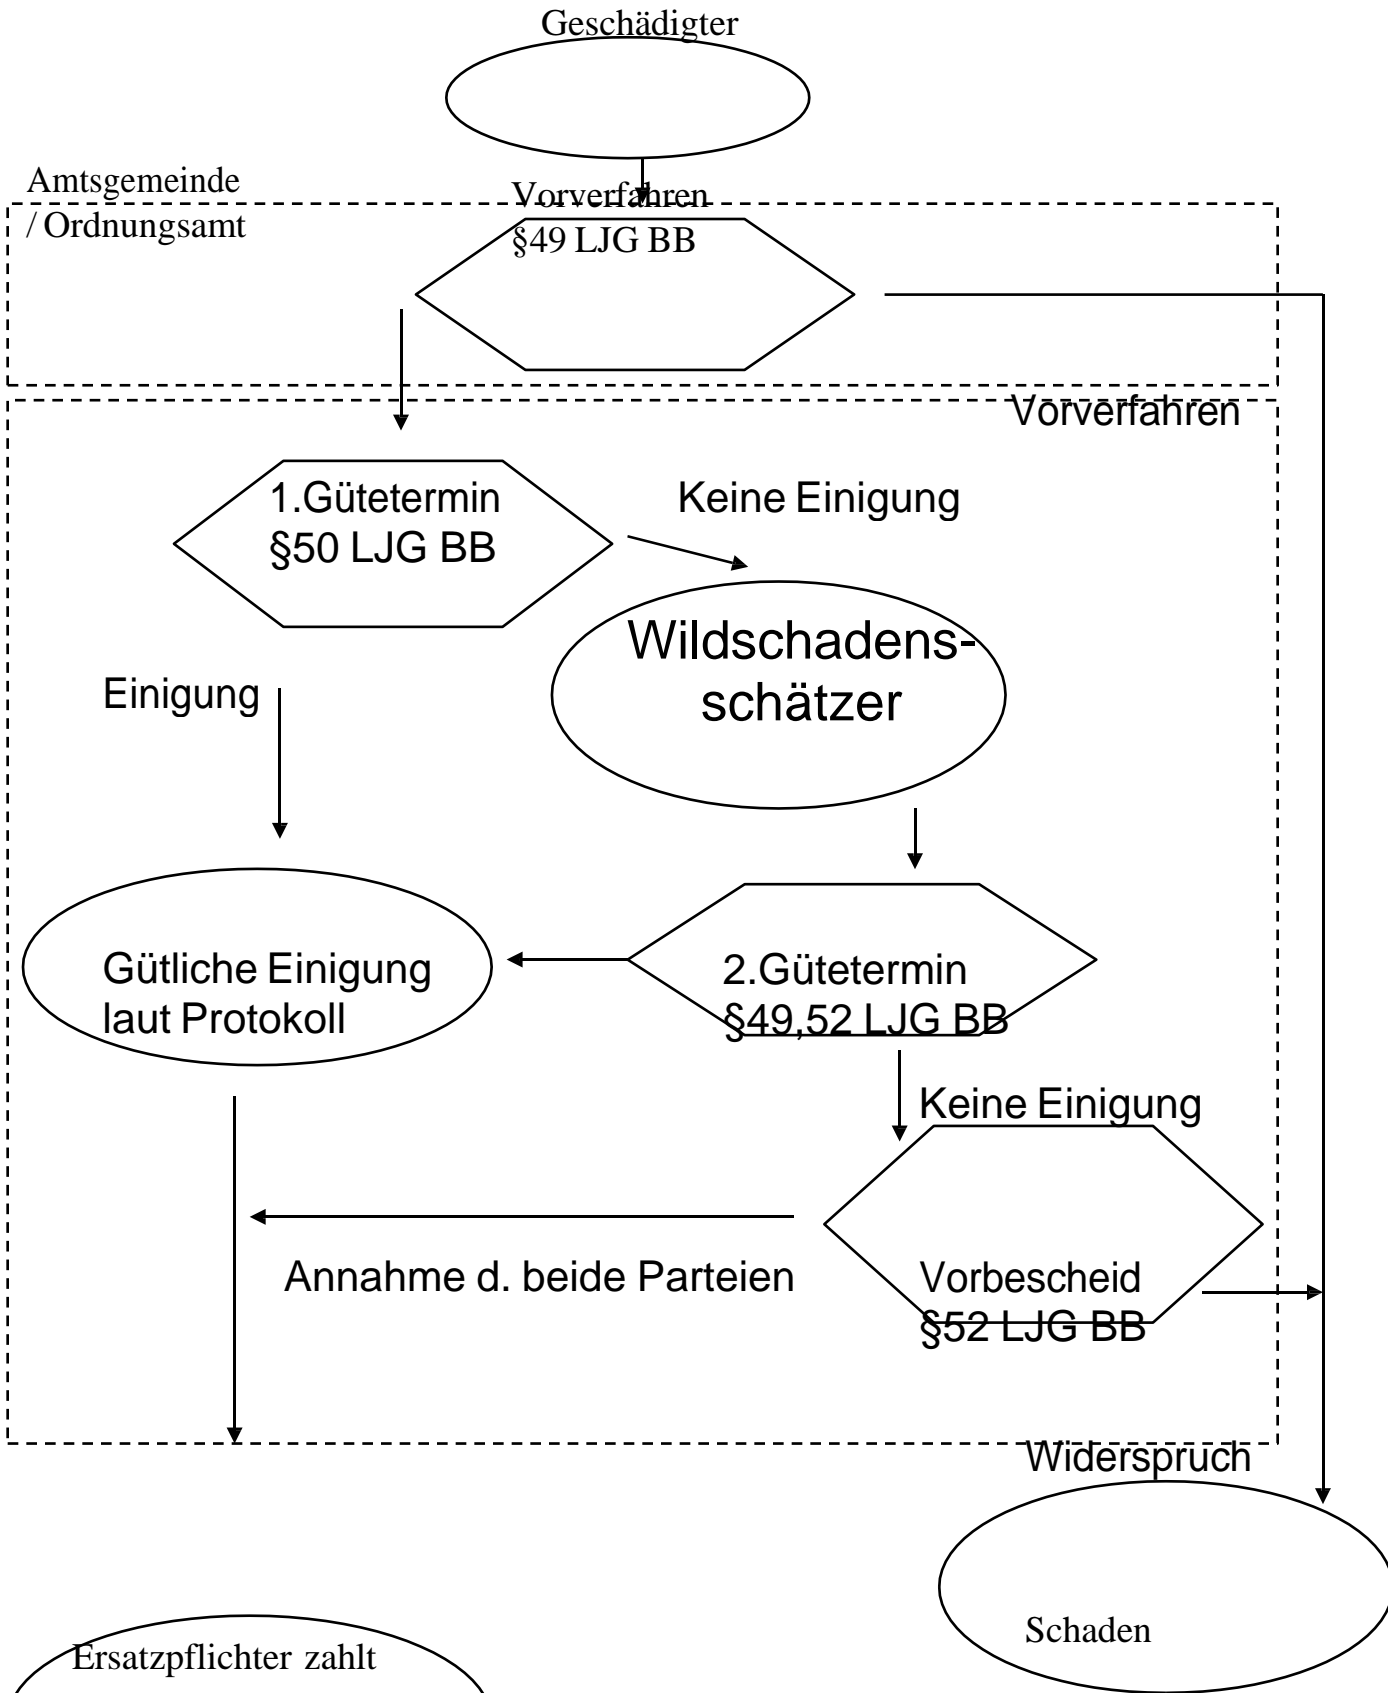 Geschädigter
Amtsgemeinde
/ Ordnungsamt
Vorverfahren
§49 LJG BB
Vorverfahren
1.Gütetermin
§50 LJG BB
Keine Einigung
Wildschadens-
schätzer
Einigung
Gütliche Einigung
laut Protokoll
2.Gütetermin
§49,52 LJG BB
Keine Einigung
Annahme d. beide Parteien
Vorbescheid
§52 LJG BB
Widerspruch
Schaden
Ersatzpflichter zahlt